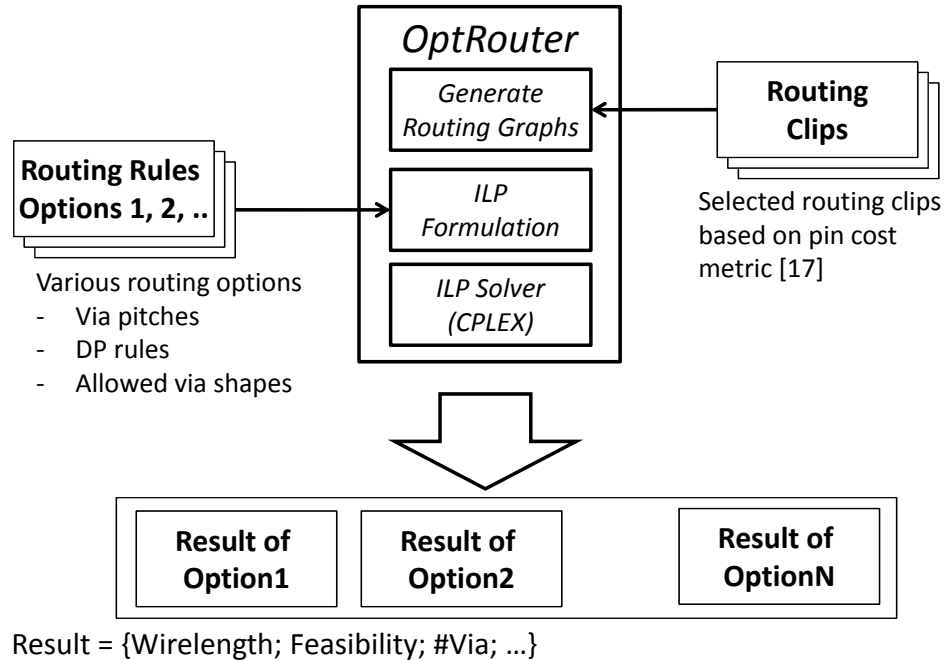 OptRouter
Generate
Routing Graphs
Routing
Clips
Routing Rules
Options 1, 2, ..
ILP
Formulation
Selected routing clips
based on pin cost
metric [17]
Various routing options
- Via pitches
- DP rules
- Allowed via shapes
ILP Solver
(CPLEX)
Result of
Option1
Result of
Option2
Result of
OptionN
Result = {Wirelength; Feasibility; #Via; ...}